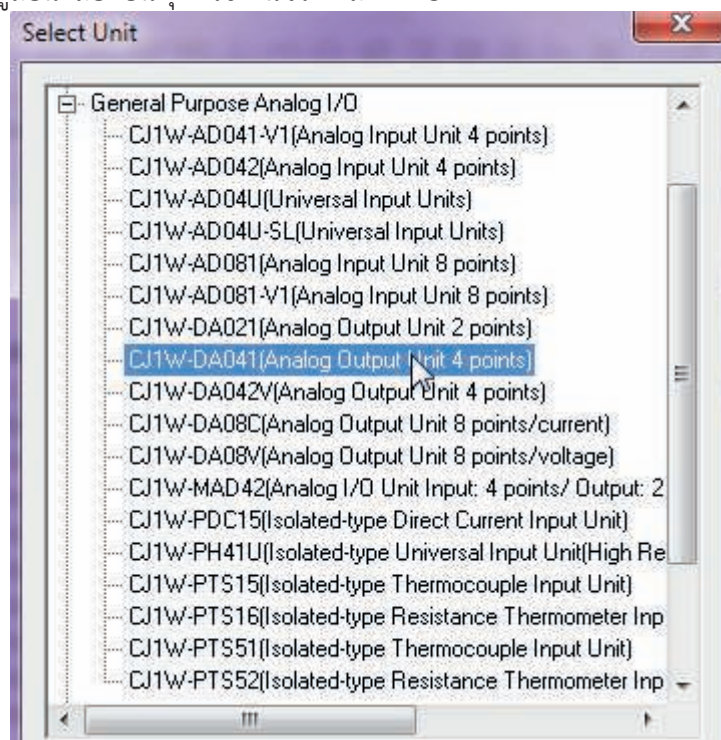 Select Unit
General Purpose Analog I/O
CJ1W-AD041-V1(Analog Input Unit 4 points)
CJ1W-AD042(Analog Input Unit 4 points)
CJ1W-AD04U(Universal Input Units)
CJ1W-AD04U-SL(Universal Input Units)
CJ1W-AD081(Analog Input Unit 8 points)
CJ1W-AD081-V1(Analog Input Unit 8 points)
CJ1W-DA021(Analog Output Unit 2 points)
CJ1W-DA041(Analog Output Unit 4 points)
CJ1W-DA042V(Analog Output Unit 4 points)
CJ1W-DA08C(Analog Output Unit 8 points/current)
CJ1W-DA08V(Analog Output Unit 8 points/voltage)
CJ1W-MAD42(Analog I/O Unit Input: 4 points/ Output: 2
CJ1W-PDC15(Isolated-type Direct Current Input Unit)
CJ1W-PH41U(Isolated-type Universal Input Unit(High Re
CJ1W-PTS15(Isolated-type Thermocouple Input Unit)
CJ1W-PTS16(Isolated-type Resistance Thermometer Inp
CJ1W-PTS51(Isolated-type Thermocouple Input Unit)
CJ1W-PTS52(Isolated-type Resistance Thermometer Inp